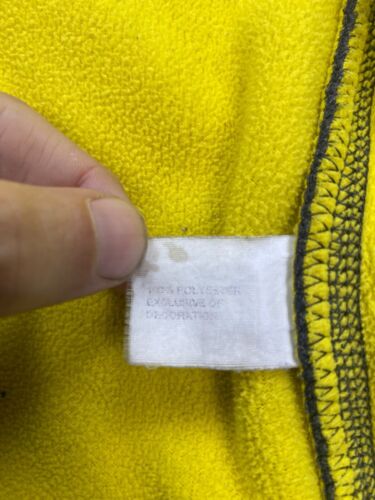 100% POLYESTER
EXCLUSIVE OF
DECORATION